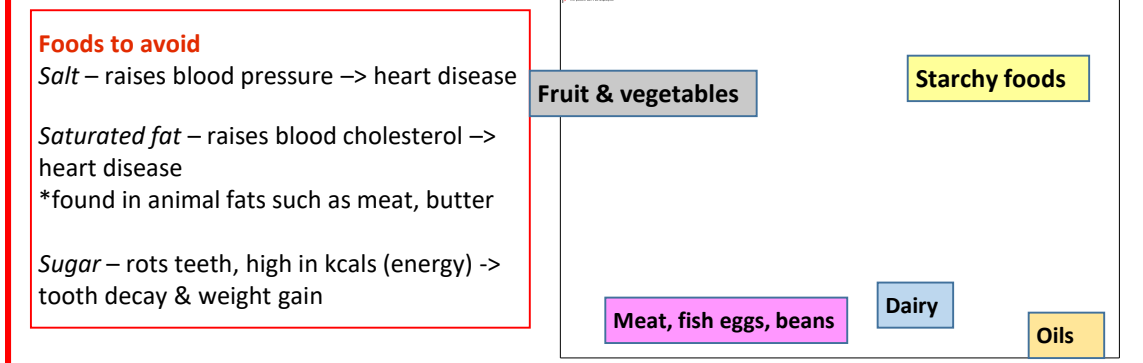 Foods to avoid
Salt – raises blood pressure –> heart disease
Saturated fat – raises blood cholesterol –>
heart disease
*found in animal fats such as meat, butter
Sugar – rots teeth, high in kcals (energy) ->
tooth decay & weight gain
Fruit & vegetables
Starchy foods
Meat, fish eggs, beans
Dairy
Oils